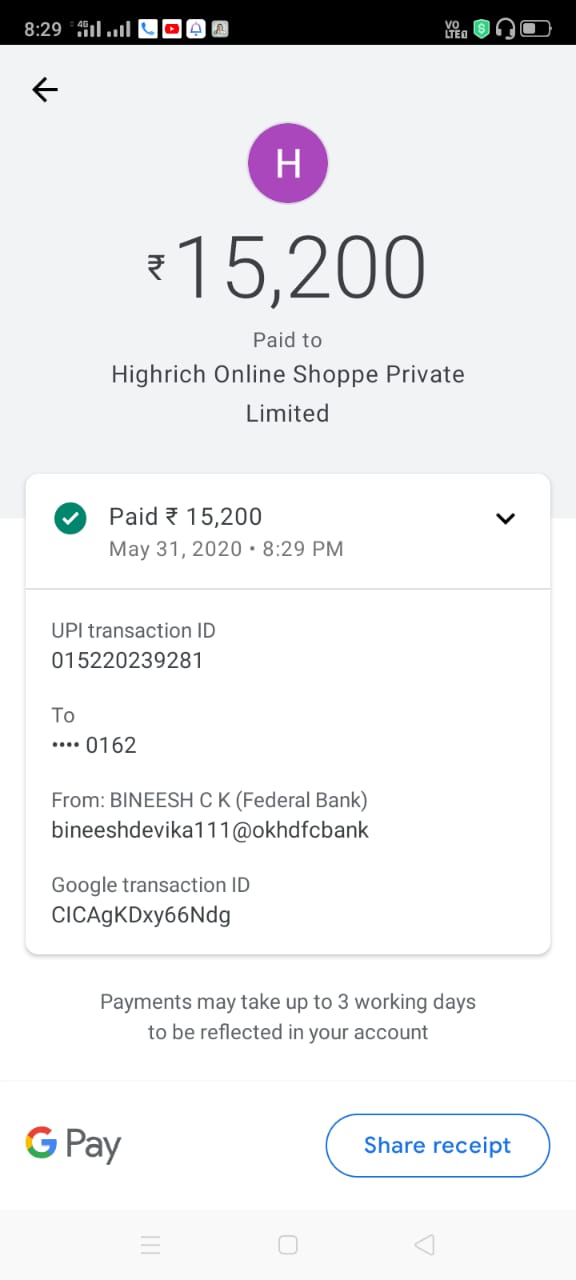 8:29 4G VO LTE
H
₹15,200
Paid to
Highrich Online Shoppe Private
Limited
Paid ₹ 15,200
May 31, 2020 • 8:29 PM
UPI transaction ID
015220239281
To
•••• 0162
From: BINEESH C K (Federal Bank)
bineeshdevika111@okhdfcbank
Google transaction ID
CICAgKDxy66Ndg
Payments may take up to 3 working days
to be reflected in your account
G Pay
Share receipt